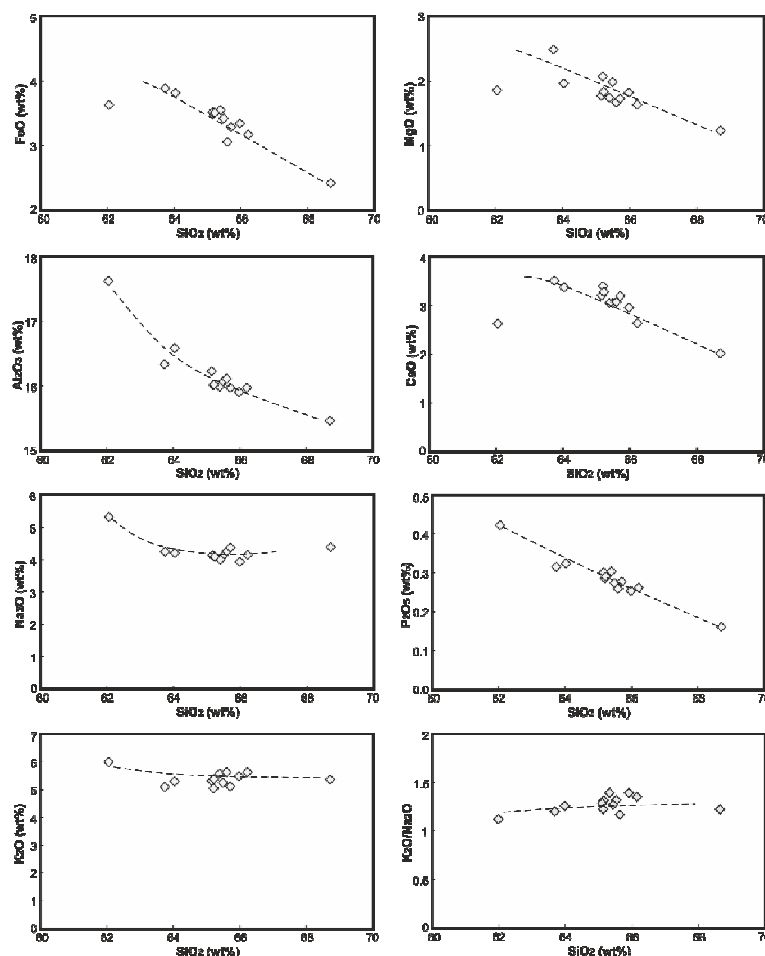 FeO (wt%)
5
4
3
2
60 62 64 66 68 70
SiO2 (wt%)
MgO (wt%)
3
2
1
0
60 62 64 66 68 70
SiO2 (wt%)
Al2O3 (wt%)
18
17
16
15
60 62 64 66 68 70
SiO2 (wt%)
CaO (wt%)
4
3
2
1
0
60 62 64 66 68 70
SiO2 (wt%)
Na2O (wt%)
6
5
4
3
2
1
0
60 62 64 66 68 70
SiO2 (wt%)
P2O5 (wt%)
0.5
0.4
0.3
0.2
0.1
0.0
60 62 64 66 68
SiO2 (wt%)
K2O (wt%)
7
6
5
4
3
2
1
0
60 62 64 66 68 70
SiO2 (wt%)
K2O/Na2O
2
1.5
1
0.5
0
60 62 64 66 68
SiO2 (wt%)